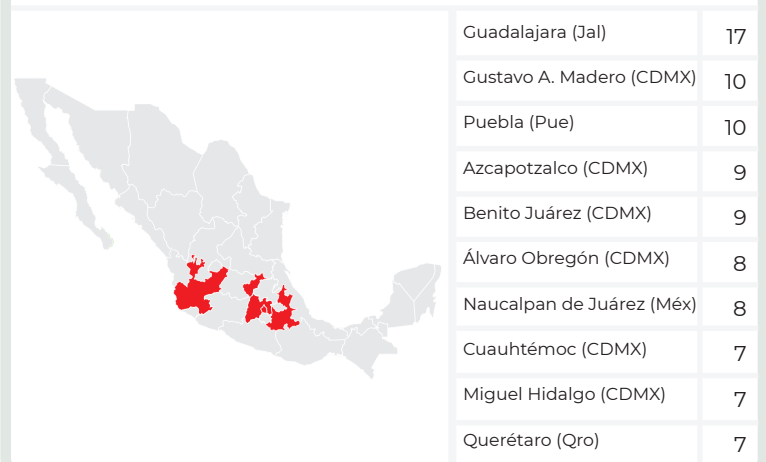 Guadalajara (Jal) 17
Gustavo A. Madero (CDMX) 10
Puebla (Pue) 10
Azcapotzalco (CDMX) 9
Benito Juárez (CDMX) 9
Álvaro Obregón (CDMX) 8
Naucalpan de Juárez (Méx) 8
Cuauhtémoc (CDMX) 7
Miguel Hidalgo (CDMX) 7
Querétaro (Qro) 7